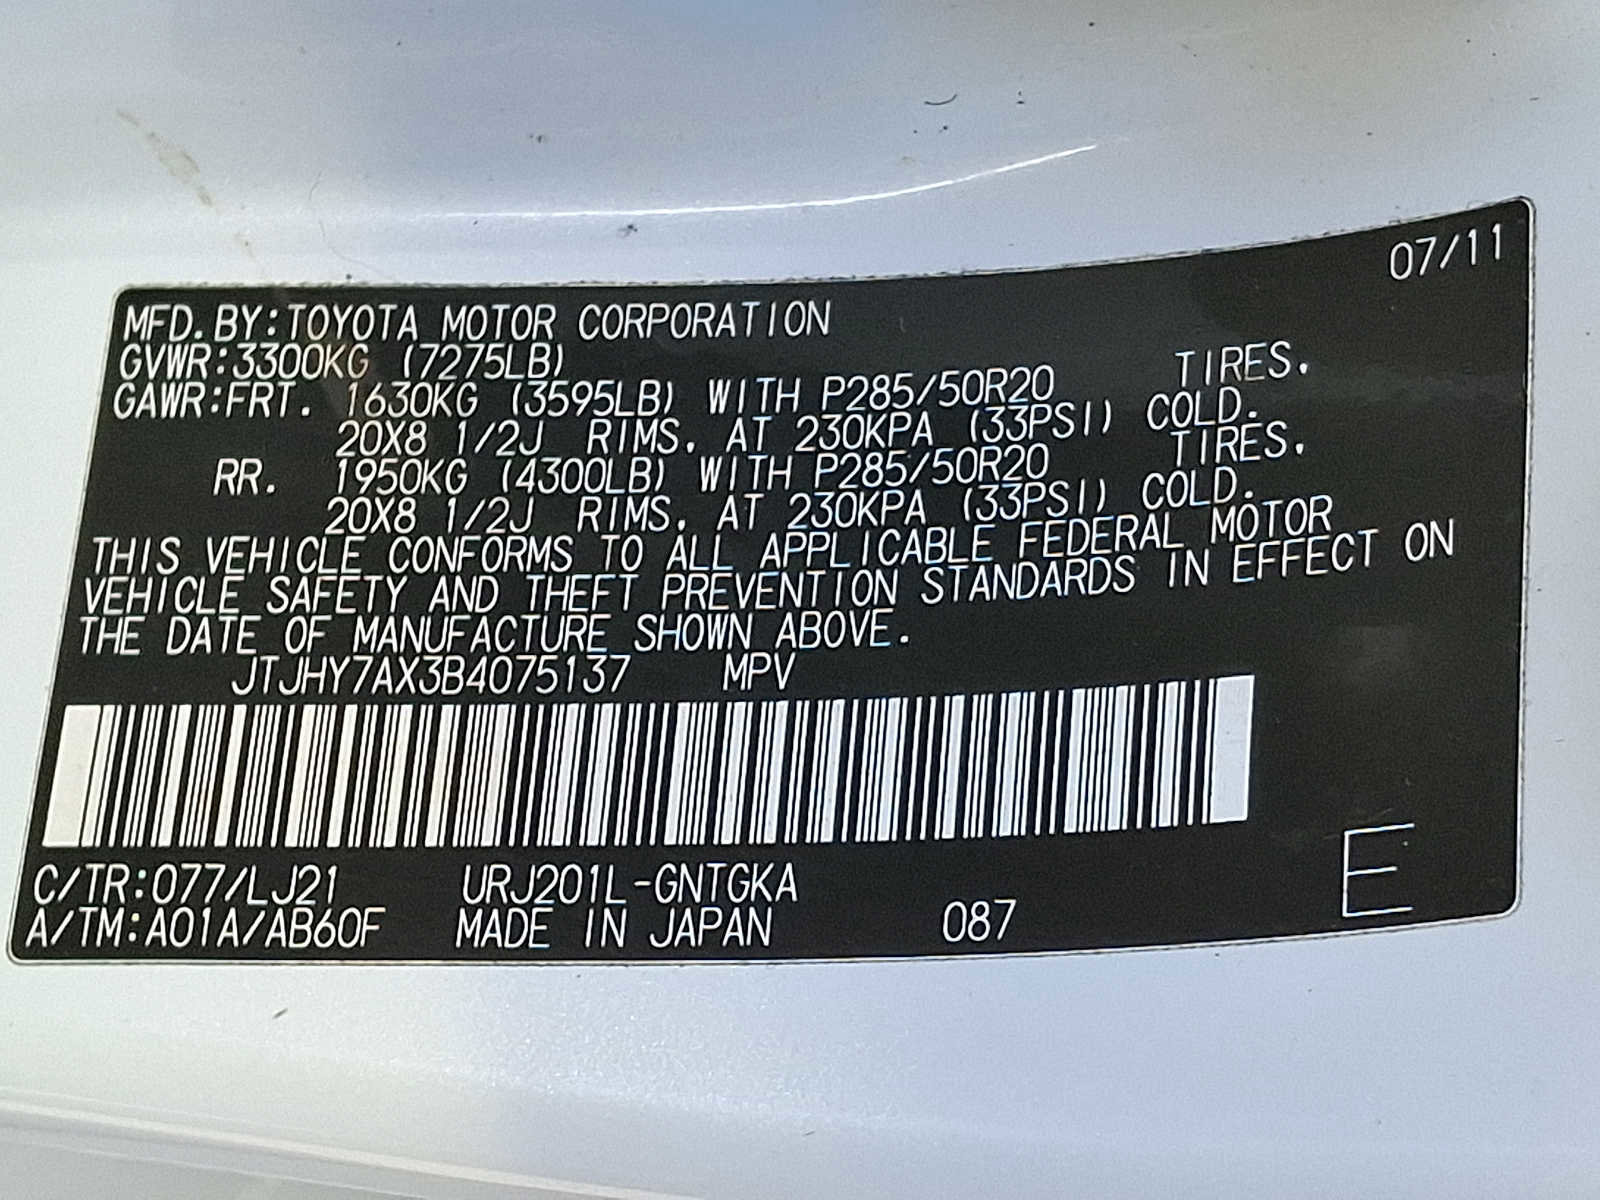 07/11
MFD. BY:TOYOTA MOTOR CORPORATION
GVWR:3300KG (7275LB)
GAWR:FRT. 1630KG (3595LB) WITH P285/50R20 TIRES.
20X8 1/2J RIMS. AT 230KPA (33PSI) COLD.
RR. 1950KG (4300LB) WITH P285/50R20 TIRES.
20X8 1/2J RIMS. AT 230KPA (33PSI) COLD.
THIS VEHICLE CONFORMS TO ALL APPLICABLE FEDERAL MOTOR
VEHICLE SAFETY AND THEFT PREVENTION STANDARDS IN EFFECT ON
THE DATE OF MANUFACTURE SHOWN ABOVE.
JTJHY7AX3B4075137 MPV
C/TR:077/LJ21 URJ201L-GNTGKA
A/TM:A01A/AB60F MADE IN JAPAN 087 E